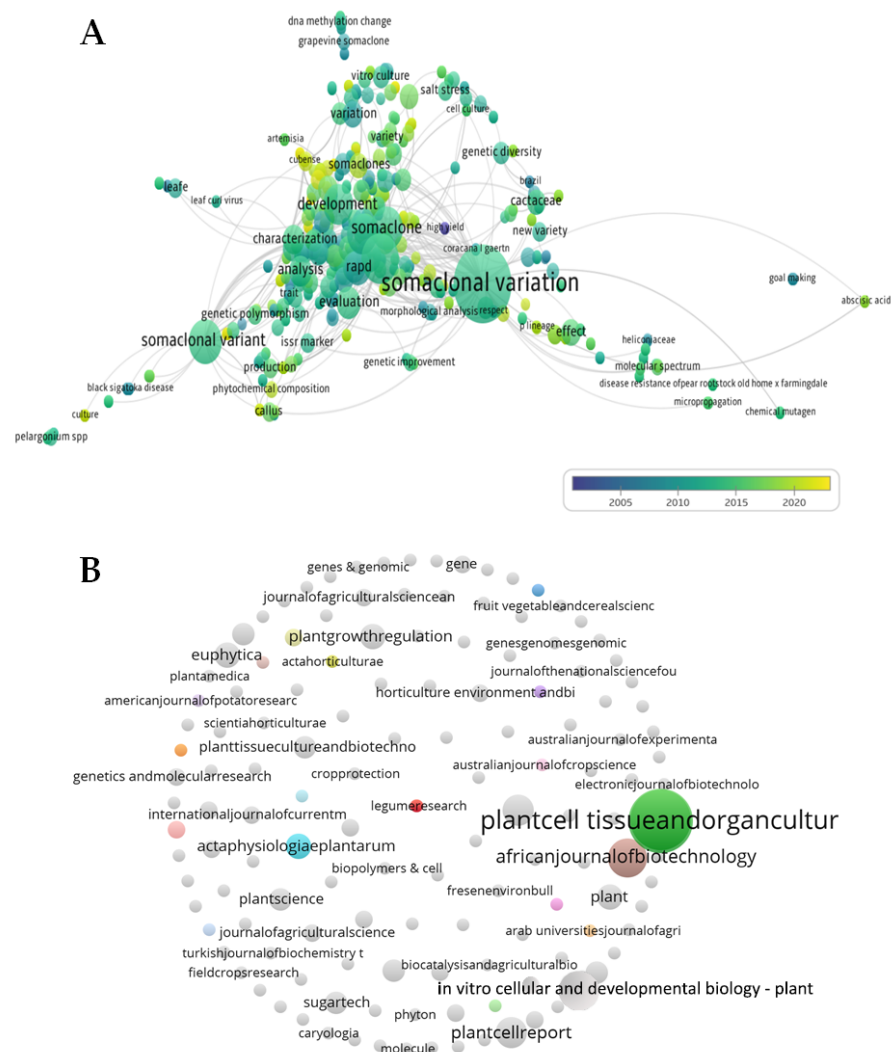 A
dna methylation change
grapevine somaclone
vitro culture
salt stress
variation
cell culture
artemisia
variety
cubense
somaclones
genetic diversity
leafe
brazil
leaf curl virus
development
cactaceae
somaclone
high yield
new variety
characterization
coracana l gaertn
analysis
rapd
somaclonal variation
goal making
trait
evaluation
abscisic acid
genetic polymorphism
morphological analysis
respect
p lineage
effect
somaclonal variant
issr marker
heliconiaceae
production
genetic improvement
molecular spectrum
black sigatoka disease
phytochemical composition
disease resistance ofpear rootstock old home x farmingdale
culture
callus
micropropagation
chemical mutagen
pelargonium spp
2005 2010 2015 2020
B
genes & genomic
gene
journalofagriculturalsciencean
fruit vegetableandcerealscienc
plantgrowthregulation
genesgenomesgenomic
euphytica
actahorticulturae
plantamedica
journalofthenationalsciencefou
americanjournalofpotatoresearc
horticulture environment andbi
scientiahorticulturae
planttissuecultureandbiotechno
australianjournalofexperimenta
genetics andmolecularresearch
cropprotection
australianjournalofcropscience
electronicjournalofbiotechnolo
internationaljournalofcurrentm
legumeresearch
plantcell tissueandorgancultur
actaphysiologiaeplantarum
africanjournalofbiotechnology
biopolymers & cell
plantscience
fresenenvironbull
plant
journalofagriculturalscience
arab universitiesjournalofagri
turkishjournalofbiochemistry t
fieldcropsresearch
biocatalysisandagriculturalbio
in vitro cellular and developmental biology - plant
sugartech
phyton
caryologia
plantcellreport
molecule